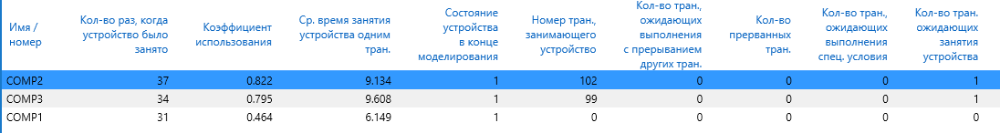 Имя / номер	Кол-во раз, когда устройство было занято	Коэффициент использования	Ср. время занятия устройства одним тран.	Состояние устройства в конце моделирования	Номер тран., занимающего устройство	Кол-во тран., ожидающих выполнения с прерыванием других тран.	Кол-во прерванных тран.	Кол-во тран., ожидающих выполнения спец. условия	Кол-во тран. ожидающих занятия устройства
COMP2	37	0.822	9.134	1	102	0	0	0	1
COMP3	34	0.795	9.608	1	99	0	0	0	1
COMP1	31	0.464	6.149	1	0	0	0	0	0